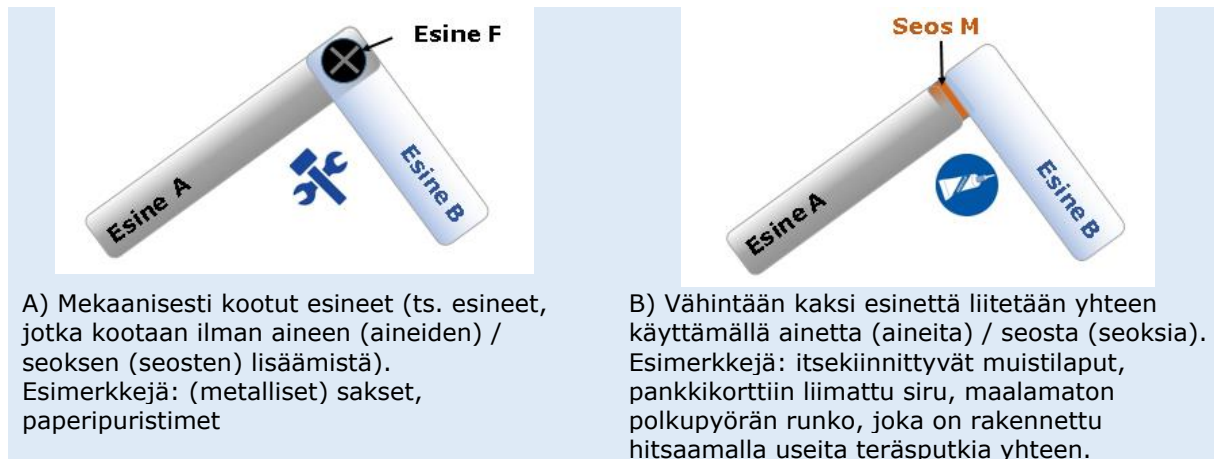 Esine F
Esine A
Esine B
A) Mekaanisesti kootut esineet (ts. esineet,
jotka kootaan ilman aineen (aineiden) /
seoksen (seosten) lisäämistä).
Esimerkkejä: (metalliset) sakset,
paperipuristimet
Seos M
Esine A
Esine B
B) Vähintään kaksi esinettä liitetään yhteen
käyttämällä ainetta (aineita) / seosta (seoksia).
Esimerkkejä: itsekiinnittyvät muistilaput,
pankkikorttiin liimattu siru, maalamaton
polkupyörän runko, joka on rakennettu
hitsaamalla useita teräsputkia yhteen.